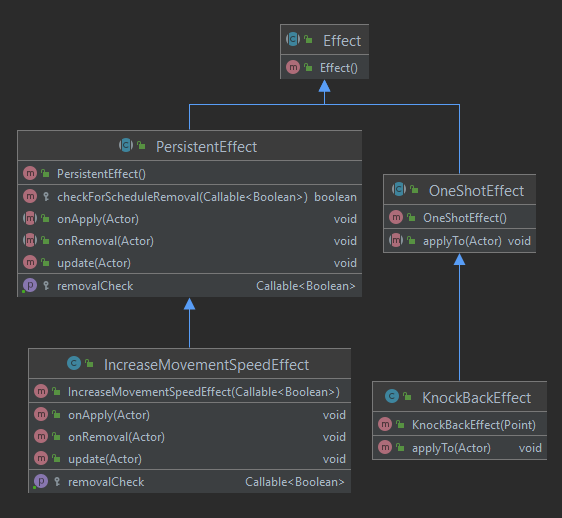 Effect
Effect()
PersistentEffect
PersistentEffect()
checkForScheduleRemoval(Callable<Boolean>) boolean
onApply(Actor) void
onRemoval(Actor) void
update(Actor) void
removalCheck Callable<Boolean>
OneShotEffect
OneShotEffect()
applyTo(Actor) void
IncreaseMovementSpeedEffect
IncreaseMovementSpeedEffect(Callable<Boolean>)
onApply(Actor) void
onRemoval(Actor) void
update(Actor) void
removalCheck Callable<Boolean>
KnockBackEffect
KnockBackEffect(Point)
applyTo(Actor) void